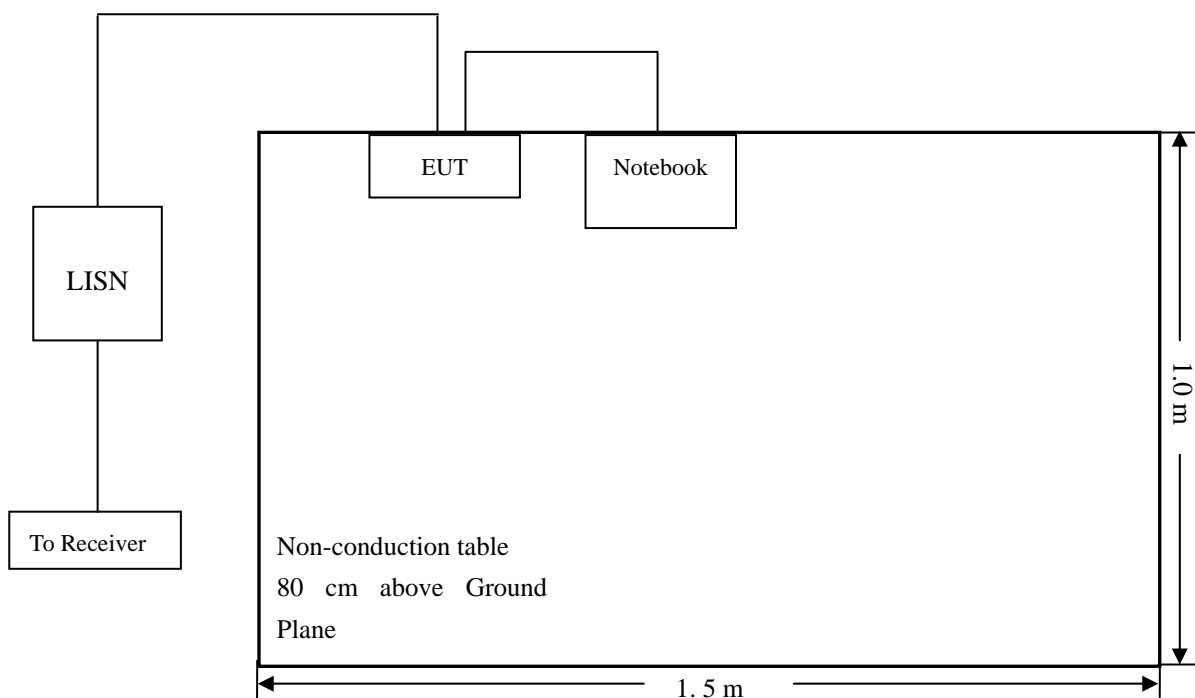 EUT
Notebook
LISN
1.0 m
To Receiver
Non-conduction table
80 cm above Ground
Plane
1. 5 m